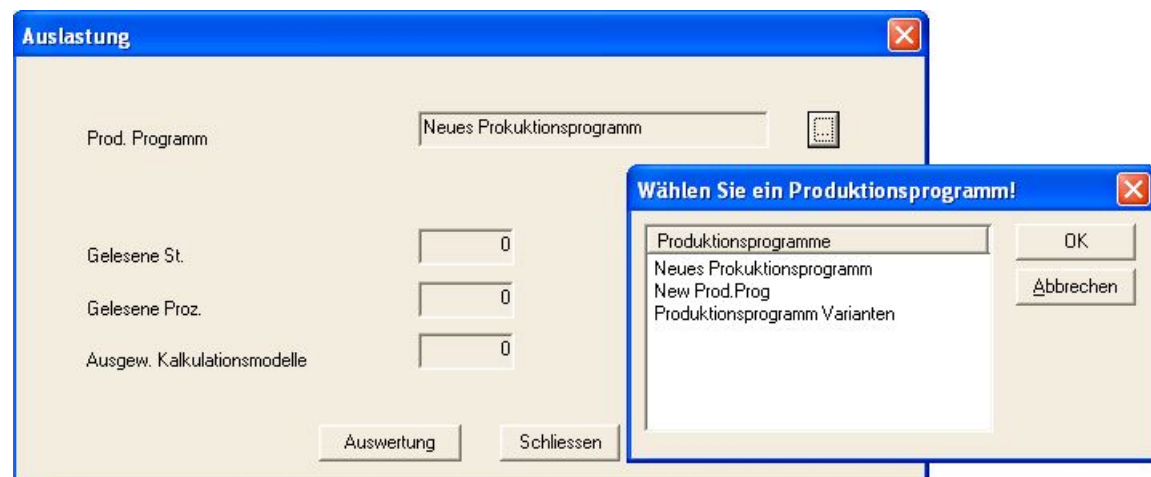 Auslastung
Prod. Programm
Neues Prokuktionsprogramm
...
Gelesene St.
0
Gelesene Proz.
0
Ausgew. Kalkulationsmodelle
0
Auswertung
Schliessen
Wählen Sie ein Produktionsprogramm!
Produktionsprogramme
Neues Prokuktionsprogramm
New Prod.Prog
Produktionsprogramm Varianten
OK
Abbrechen